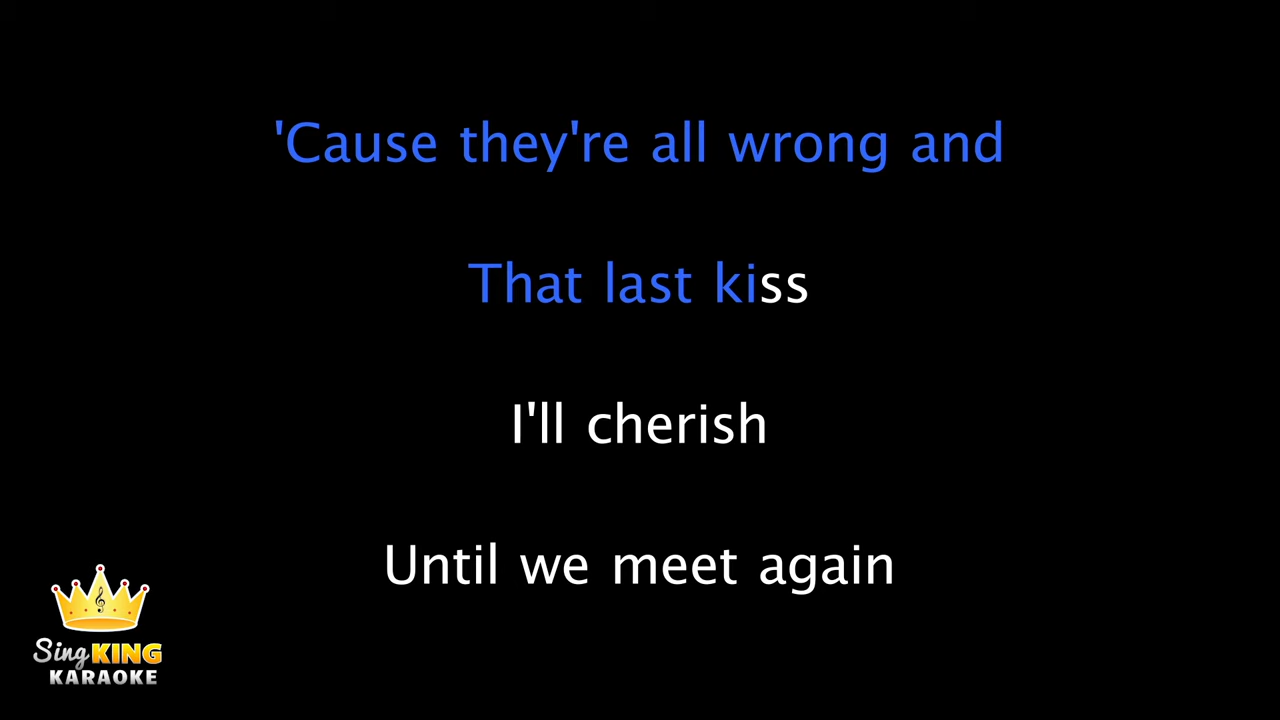 'Cause they're all wrong and
That last kiss
I'll cherish
Until we meet again
Sing KING
KARAOKE